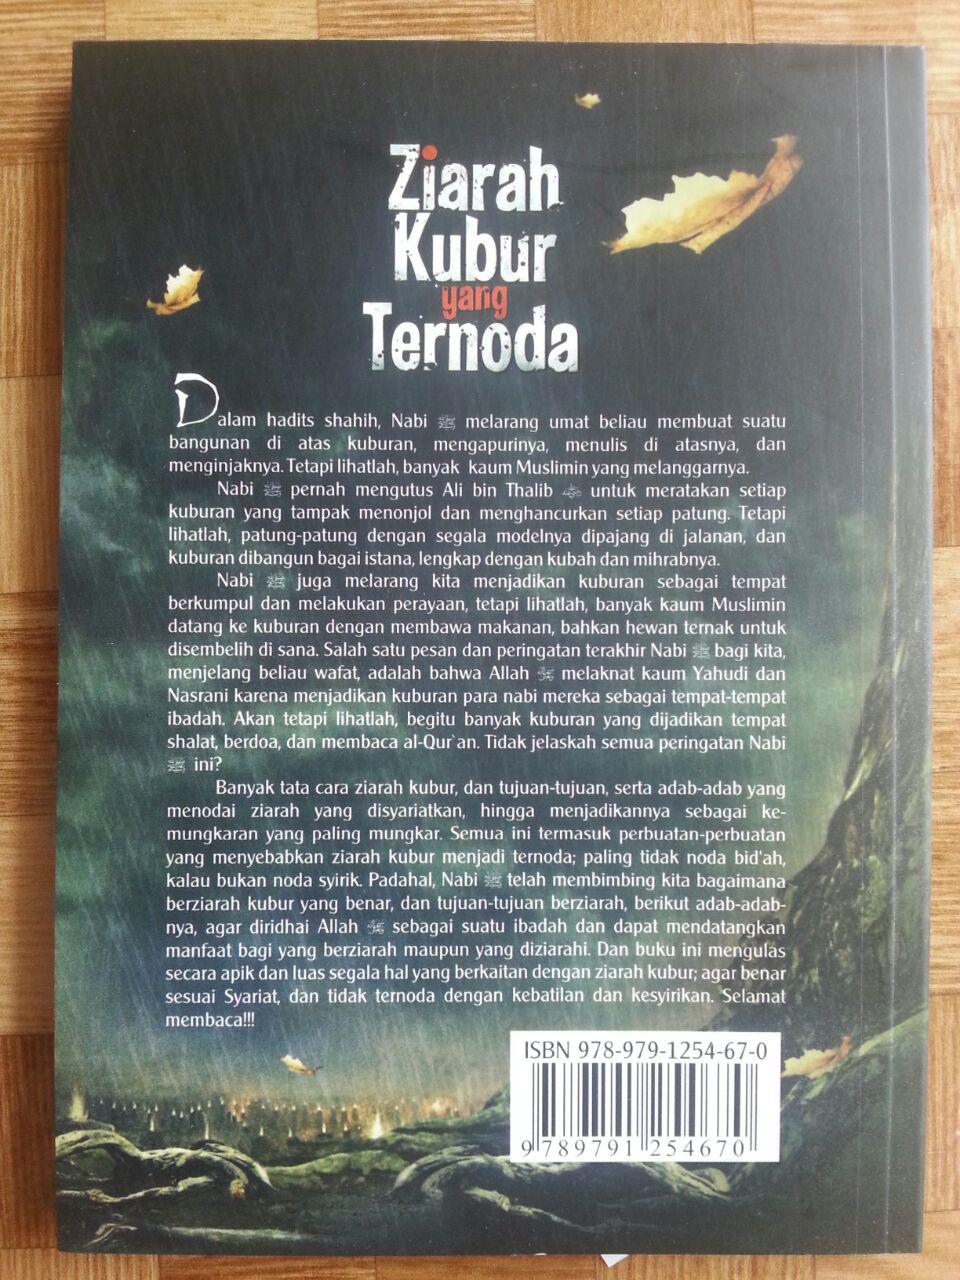 Ziarah
Kubur
yang
Ternoda
Dalam hadits shahih, Nabi ﷺ melarang umat beliau membuat suatu
bangunan di atas kuburan, mengapurinya, menulis di atasnya, dan
menginjaknya. Tetapi lihatlah, banyak kaum Muslimin yang melanggarnya.
Nabi ﷺ pernah mengutus Ali bin Thalib untuk meratakan setiap
kuburan yang tampak menonjol dan menghancurkan setiap patung. Tetapi
lihatlah, patung-patung dengan segala modelnya dipajang di jalanan, dan
kuburan dibangun bagai istana, lengkap dengan kubah dan mihrabnya.
Nabi ﷺ juga melarang kita menjadikan kuburan sebagai tempat
berkumpul dan melakukan perayaan, tetapi lihatlah, banyak kaum Muslimin
datang ke kuburan dengan membawa makanan, bahkan hewan ternak untuk
disembelih di sana. Salah satu pesan dan peringatan terakhir Nabi ﷺ bagi kita,
menjelang beliau wafat, adalah bahwa Allah melaknat kaum Yahudi dan
Nasrani karena menjadikan kuburan para nabi mereka sebagai tempat-tempat
ibadah. Akan tetapi lihatlah, begitu banyak kuburan yang dijadikan tempat
shalat, berdoa, dan membaca al-Qur`an. Tidak jelaskah semua peringatan Nabi
ﷺ ini?
Banyak tata cara ziarah kubur, dan tujuan-tujuan, serta adab-adab yang
menodai ziarah yang disyariatkan, hingga menjadikannya sebagai ke-
mungkaran yang paling mungkar. Semua ini termasuk perbuatan-perbuatan
yang menyebabkan ziarah kubur menjadi ternoda; paling tidak noda bid'ah,
kalau bukan noda syirik. Padahal, Nabi ﷺ telah membimbing kita bagaimana
berziarah kubur yang benar, dan tujuan-tujuan berziarah, berikut adab-adab-
nya, agar diridhai Allah sebagai suatu ibadah dan dapat mendatangkan
manfaat bagi yang berziarah maupun yang diziarahi. Dan buku ini mengulas
secara apik dan luas segala hal yang berkaitan dengan ziarah kubur; agar benar
sesuai Syariat, dan tidak ternoda dengan kebatilan dan kesyirikan. Selamat
membaca!!!
ISBN 978-979-1254-67-0
9 789791 254670